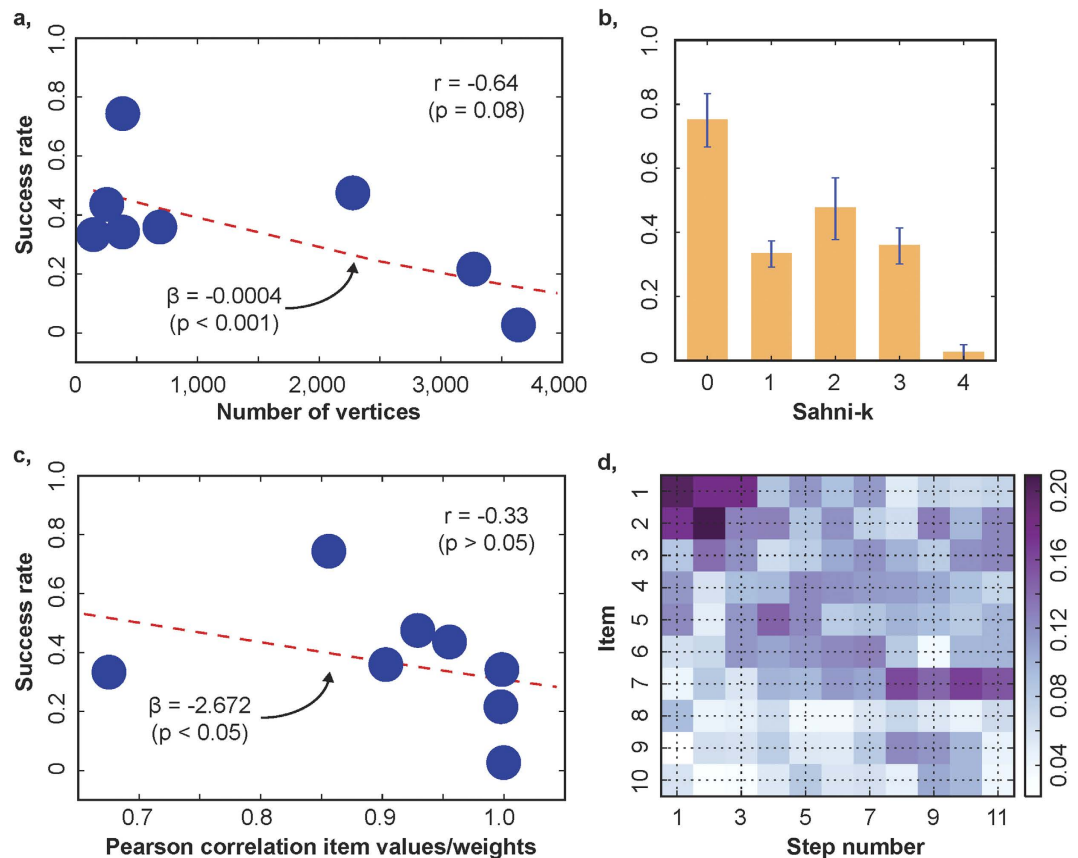 a,
Success rate
1.0
0.8
0.6
0.4
0.2
0
r = -0.64
(p = 0.08)
β = -0.0004
(p < 0.001)
0 1,000 2,000 3,000 4,000
Number of vertices
b,
1.0
0.8
0.6
0.4
0.2
0
0 1 2 3 4
Sahni-k
c,
Success rate
1.0
0.8
0.6
0.4
0.2
0
r = -0.33
(p > 0.05)
β = -2.672
(p < 0.05)
0.7 0.8 0.9 1.0
Pearson correlation item values/weights
d,
Item
1
2
3
4
5
6
7
8
9
10
1 3 5 7 9 11
Step number
0.20
0.16
0.12
0.08
0.04